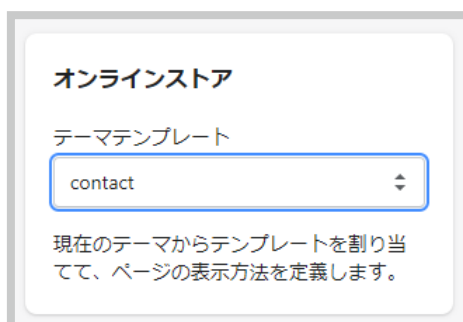 オンラインストア
テーマテンプレート
contact
現在のテーマからテンプレートを割り当
てて、ページの表示方法を定義します。